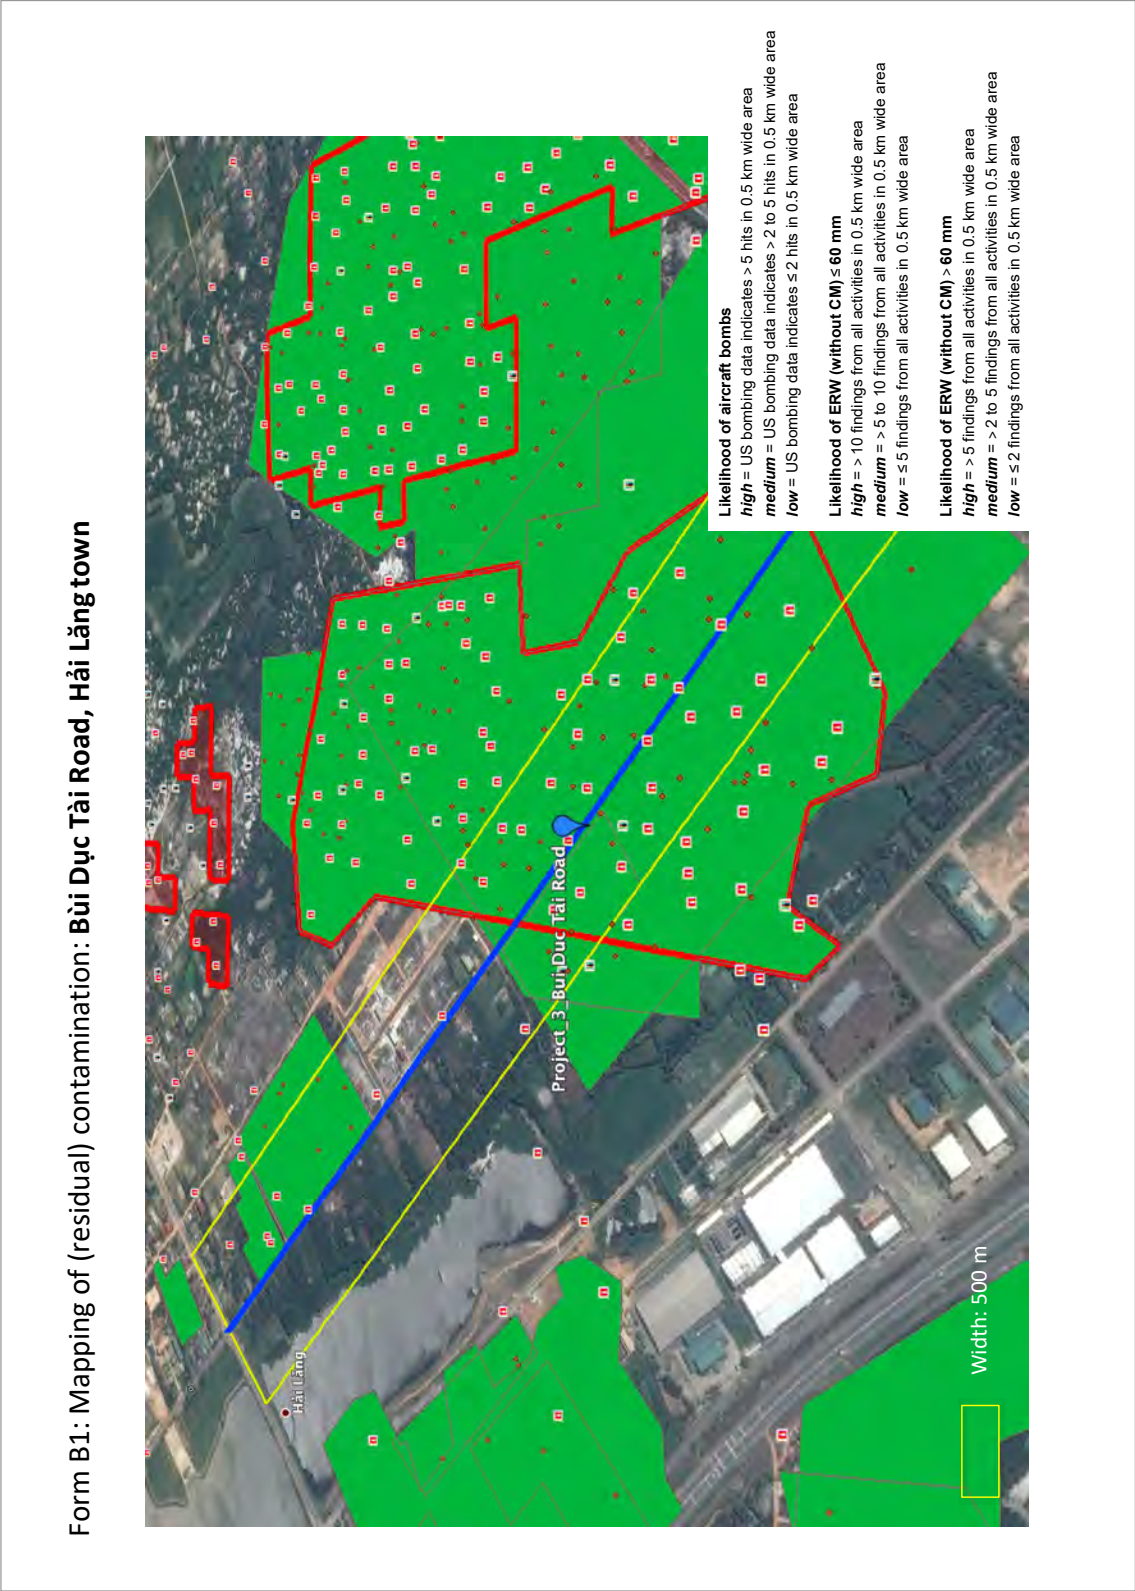 Form B1: Mapping of (residual) contamination: Bùi Dục Tài Road, Hải Lăng town
Project_3_Bui Duc Tai Road
Hải Lăng
Width: 500 m
Likelihood of aircraft bombs
high = US bombing data indicates > 5 hits in 0.5 km wide area
medium = US bombing data indicates > 2 to 5 hits in 0.5 km wide area
low = US bombing data indicates ≤ 2 hits in 0.5 km wide area
Likelihood of ERW (without CM) ≤ 60 mm
high = > 10 findings from all activities in 0.5 km wide area
medium = > 5 to 10 findings from all activities in 0.5 km wide area
low = ≤ 5 findings from all activities in 0.5 km wide area
Likelihood of ERW (without CM) > 60 mm
high = > 5 findings from all activities in 0.5 km wide area
medium = > 2 to 5 findings from all activities in 0.5 km wide area
low = ≤ 2 findings from all activities in 0.5 km wide area